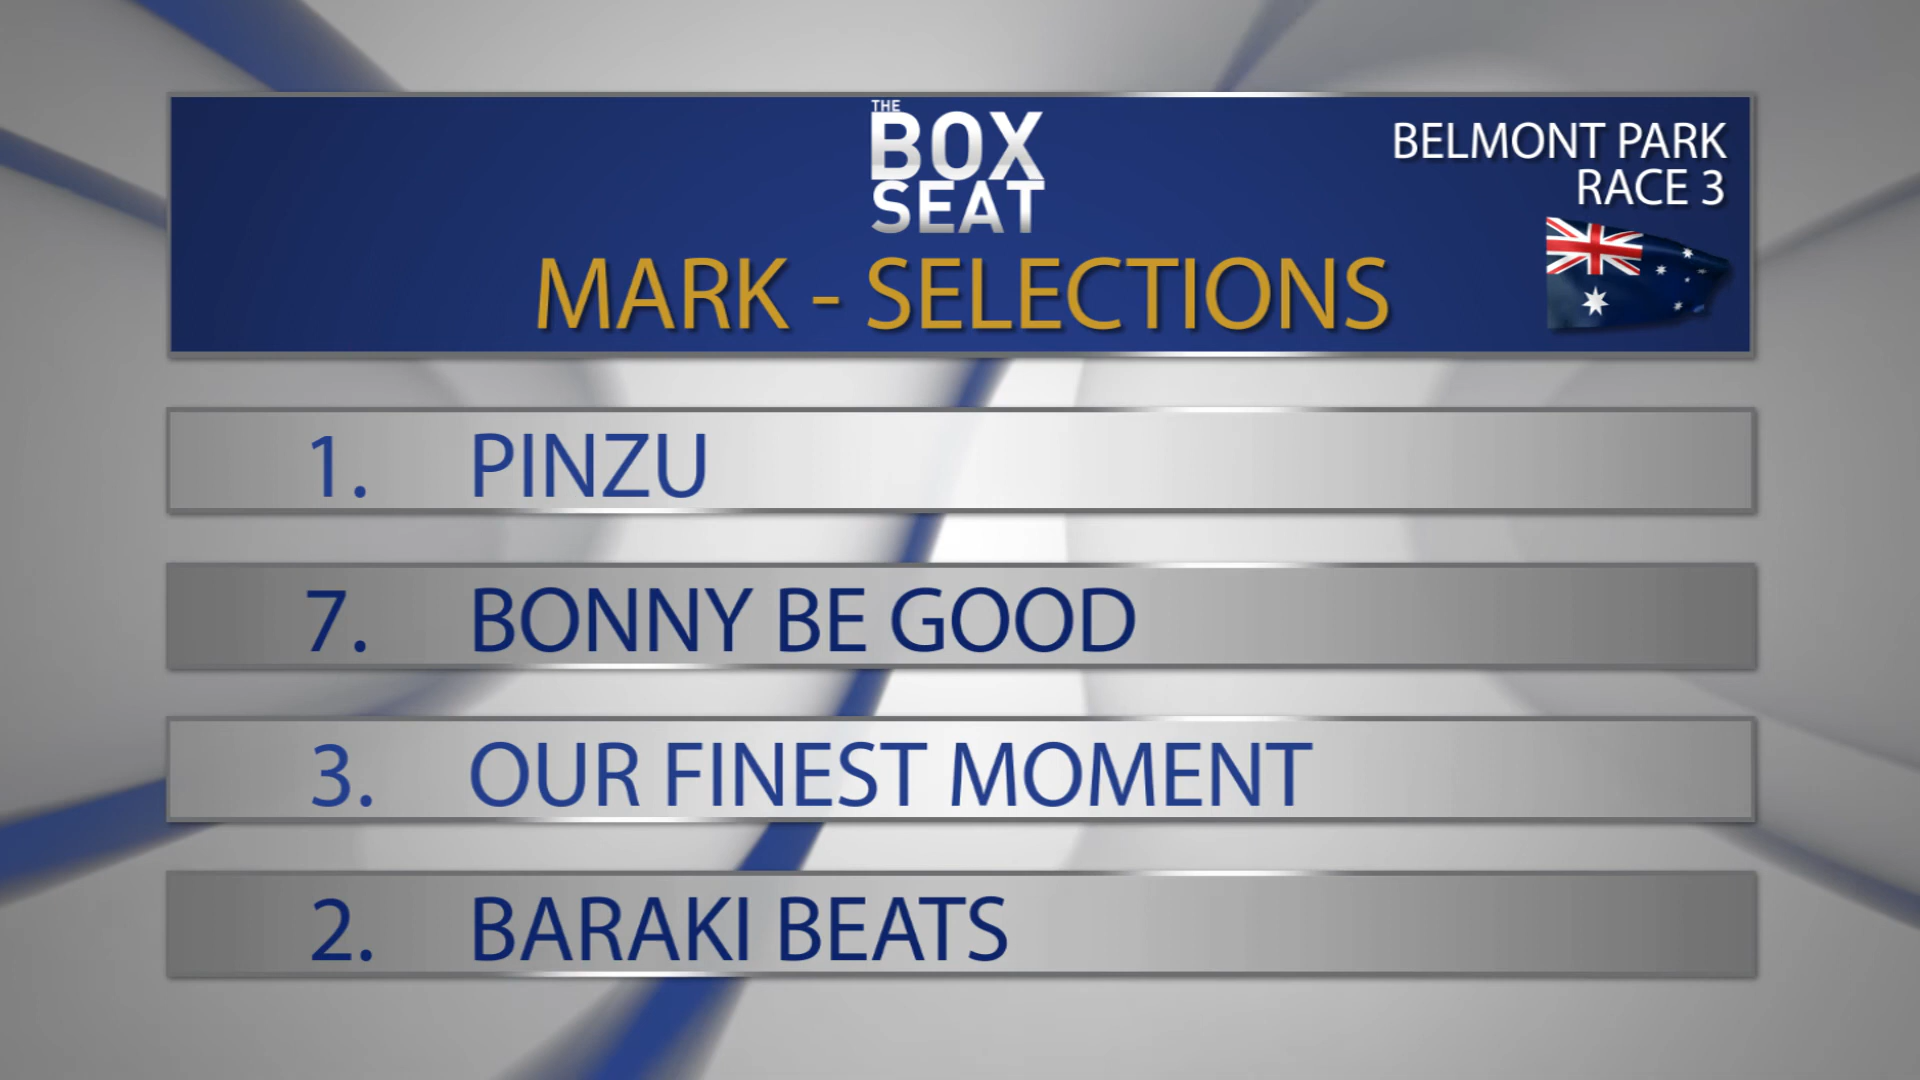 THE
BOX
SEAT
BELMONT PARK
RACE 3
MARK - SELECTIONS
1. PINZU
7. BONNY BE GOOD
3. OUR FINEST MOMENT
2. BARAKI BEATS